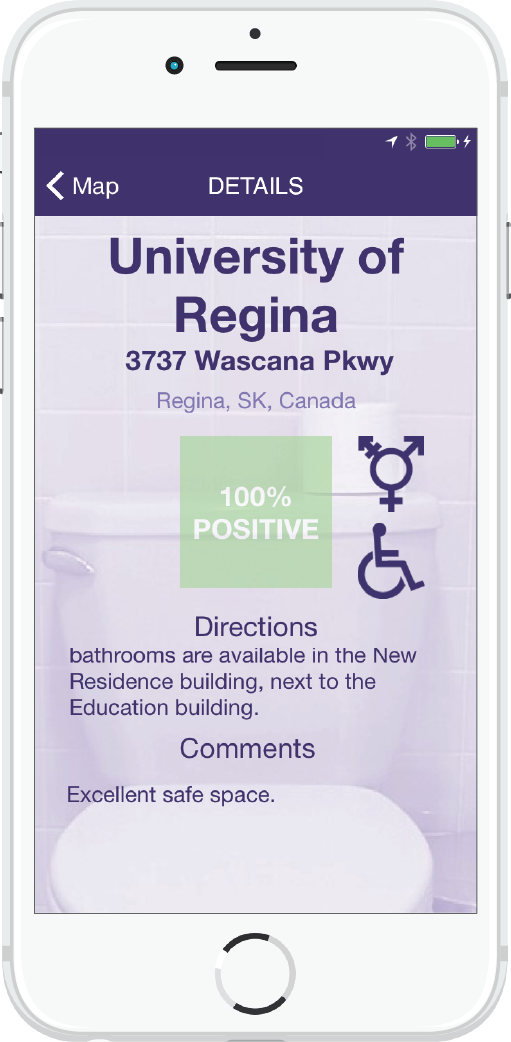 Map
DETAILS
University of
Regina
3737 Wascana Pkwy
Regina, SK, Canada
100%
POSITIVE
Directions
bathrooms are available in the New
Residence building, next to the
Education building.
Comments
Excellent safe space.